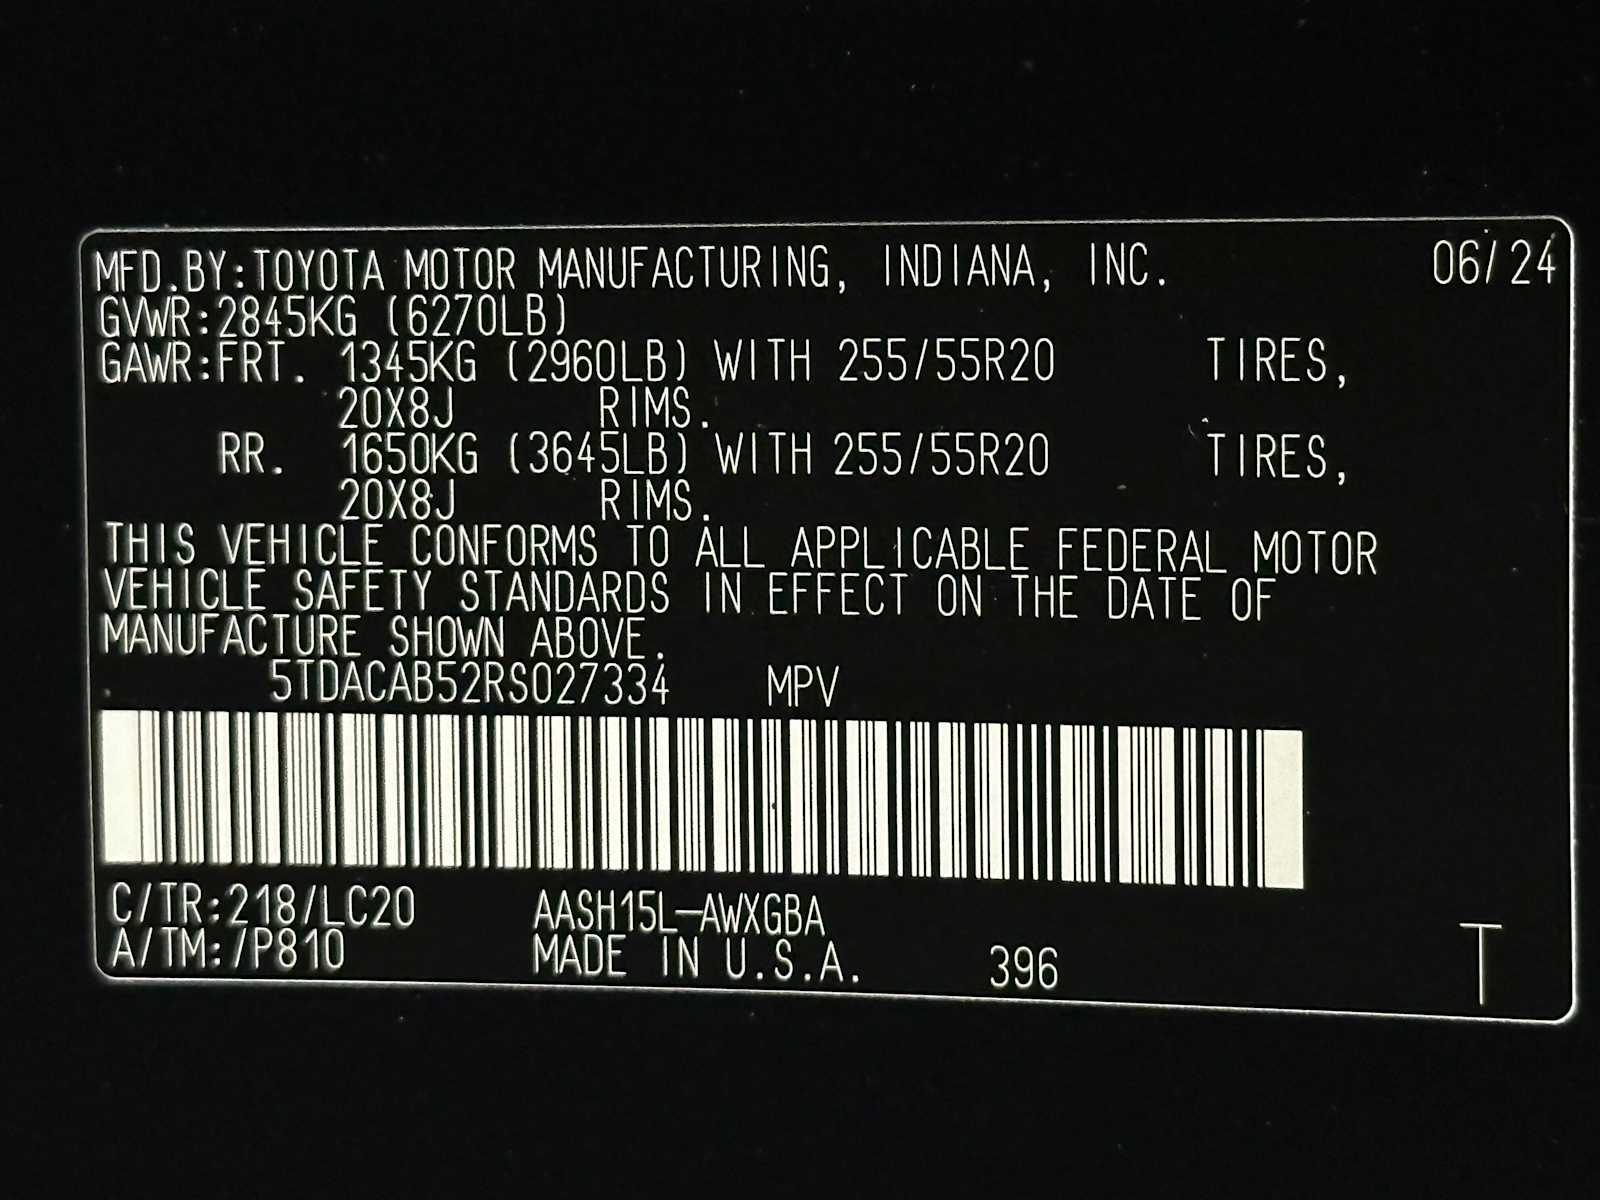 MFD.BY:TOYOTA MOTOR MANUFACTURING, INDIANA, INC. 06/24
GVWR:2845KG (6270LB)
GAWR:FRT. 1345KG (2960LB) WITH 255/55R20 TIRES,
20X8J RIMS.
RR. 1650KG (3645LB) WITH 255/55R20 TIRES,
20X8J RIMS.
THIS VEHICLE CONFORMS TO ALL APPLICABLE FEDERAL MOTOR
VEHICLE SAFETY STANDARDS IN EFFECT ON THE DATE OF
MANUFACTURE SHOWN ABOVE.
5TDACAB52RS027334 MPV
C/TR:218/LC20 AASH15L-AWXGBA
A/TM:/P810 MADE IN U.S.A. 396 T